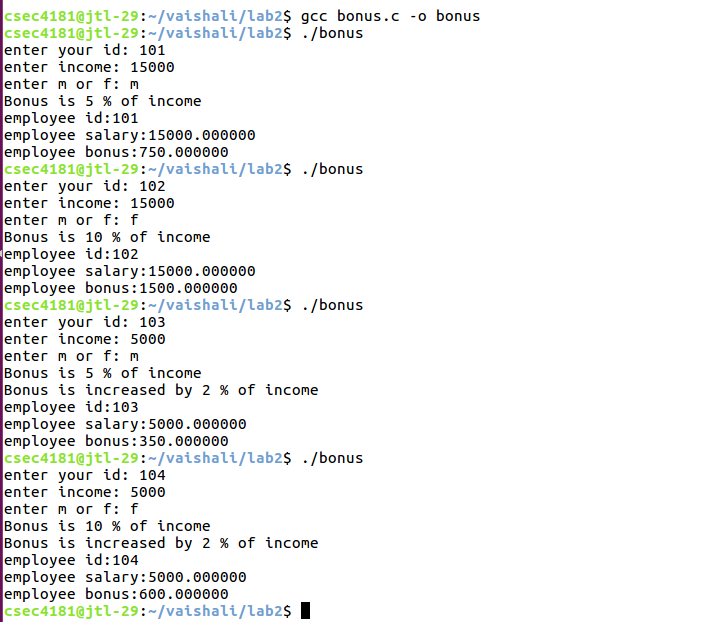 csec4181@jtl-29:~/vaishali/lab2$ gcc bonus.c -o bonus
csec4181@jtl-29:~/vaishali/lab2$ ./bonus
enter your id: 101
enter income: 15000
enter m or f: m
Bonus is 5 % of income
employee id:101
employee salary:15000.000000
employee bonus:750.000000
csec4181@jtl-29:~/vaishali/lab2$ ./bonus
enter your id: 102
enter income: 15000
enter m or f: f
Bonus is 10 % of income
employee id:102
employee salary:15000.000000
employee bonus:1500.000000
csec4181@jtl-29:~/vaishali/lab2$ ./bonus
enter your id: 103
enter income: 5000
enter m or f: m
Bonus is 5 % of income
Bonus is increased by 2 % of income
employee id:103
employee salary:5000.000000
employee bonus:350.000000
csec4181@jtl-29:~/vaishali/lab2$ ./bonus
enter your id: 104
enter income: 5000
enter m or f: f
Bonus is 10 % of income
Bonus is increased by 2 % of income
employee id:104
employee salary:5000.000000
employee bonus:600.000000
csec4181@jtl-29:~/vaishali/lab2$